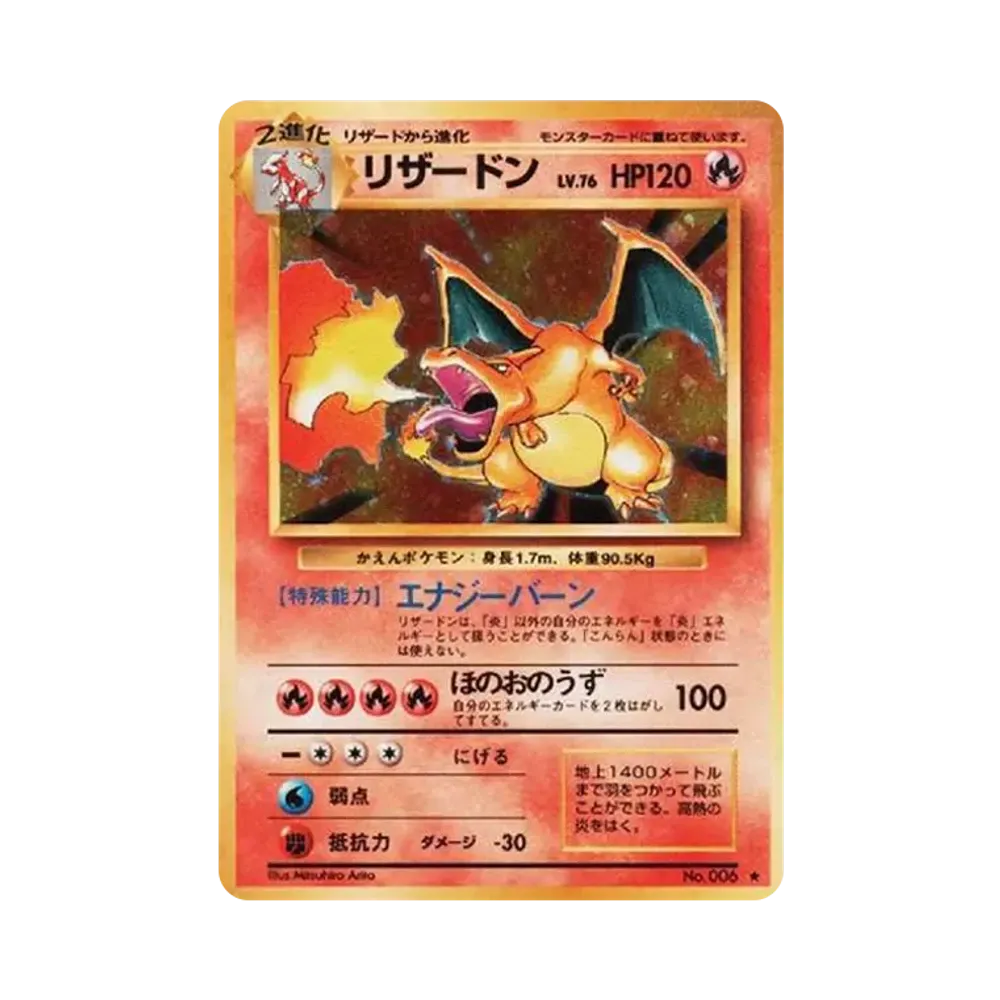 2進化 リザードから進化 モンスターカードに重ねて使います。
リザードン LV.76 HP120
かえんポケモン：身長1.7m、体重90.5Kg
【特殊能力】エナジーバーン
リザードンは、『炎』以外の自分のエネルギーを『炎』エネ
ルギーとして扱うことができる。「こんらん」状態のときに
は使えない。
ほのおのうず 100
自分のエネルギーカードを2枚はがし
てすてる。
にげる
弱点
抵抗力 ダメージ -30
地上1400メートル
まで羽をつかって飛ぶ
ことができる。高熱の
炎をはく。
Illus. Mitsuhiro Arita No. 006 ★